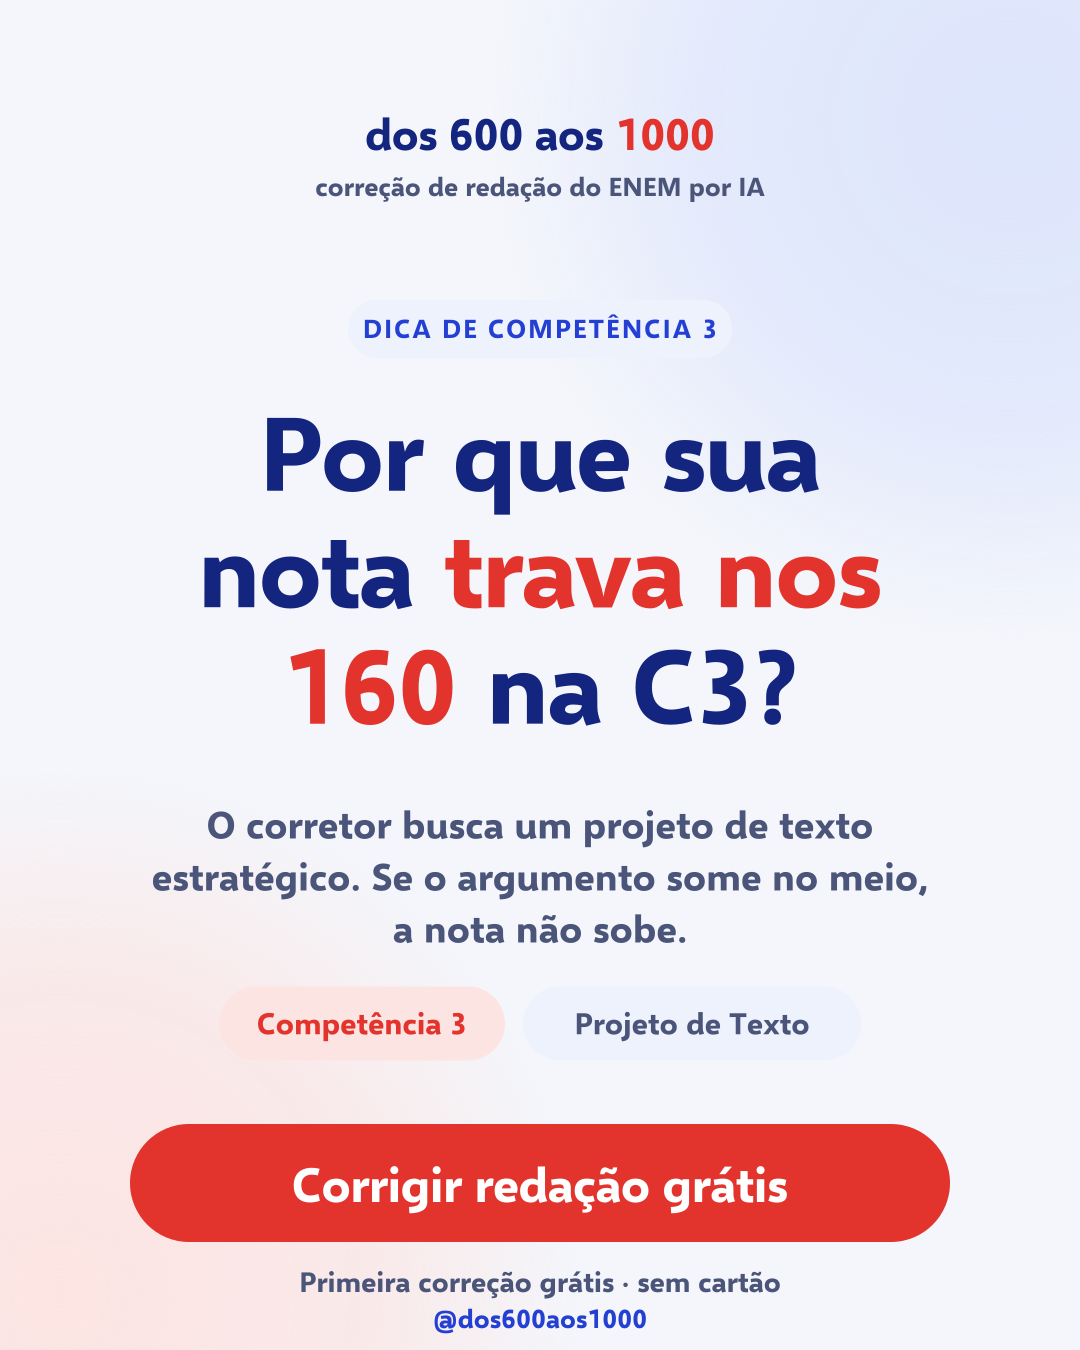 dos 600 aos 1000
correção de redação do ENEM por IA
DICA DE COMPETÊNCIA 3
Por que sua
nota trava nos
160 na C3?
O corretor busca um projeto de texto
estratégico. Se o argumento some no meio,
a nota não sobe.
Competência 3
Projeto de Texto
Corrigir redação grátis
Primeira correção grátis · sem cartão
@dos600aos1000